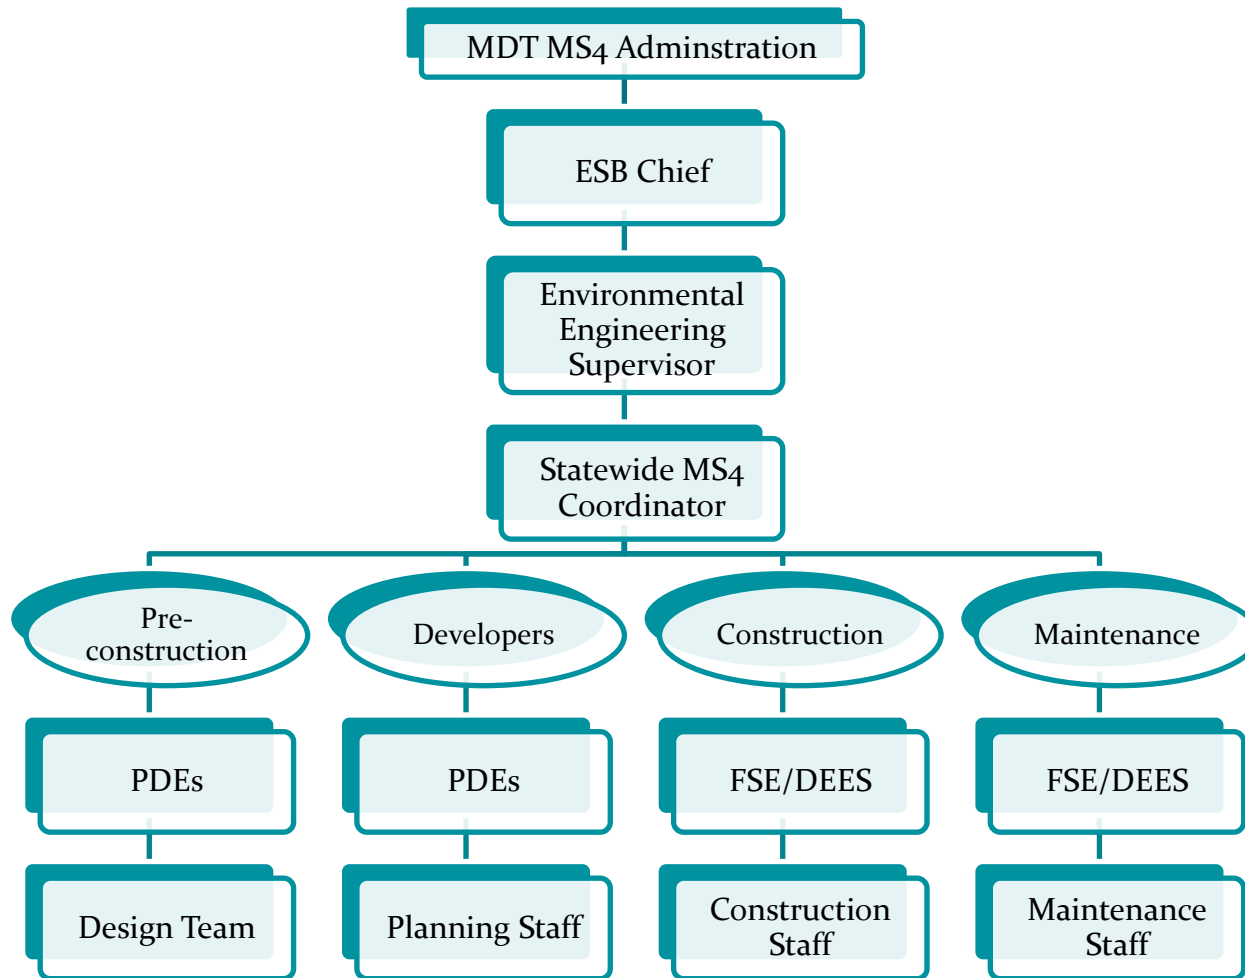 MDT MS4 Adminstration
ESB Chief
Environmental
Engineering
Supervisor
Statewide MS4
Coordinator
Pre-
construction
Developers
Construction
Maintenance
PDEs
PDEs
FSE/DEES
FSE/DEES
Design Team
Planning Staff
Construction
Staff
Maintenance
Staff